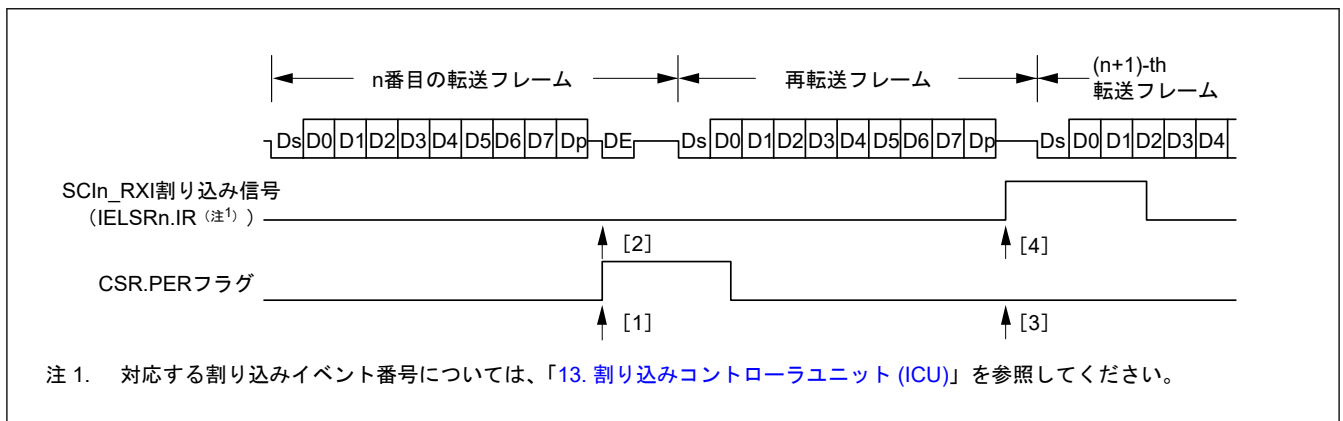 n番目の転送フレーム
再転送フレーム
(n+1)-th
転送フレーム
Ds D0 D1 D2 D3 D4 D5 D6 D7 Dp DE Ds D0 D1 D2 D3 D4 D5 D6 D7 Dp Ds D0 D1 D2 D3 D4
SCIn_RXI割り込み信号
（IELSRn.IR（注1））
［2］
［4］
CSR.PERフラグ
［1］
［3］
注 1. 対応する割り込みイベント番号については、「13. 割り込みコントローラユニット (ICU)」を参照してください。